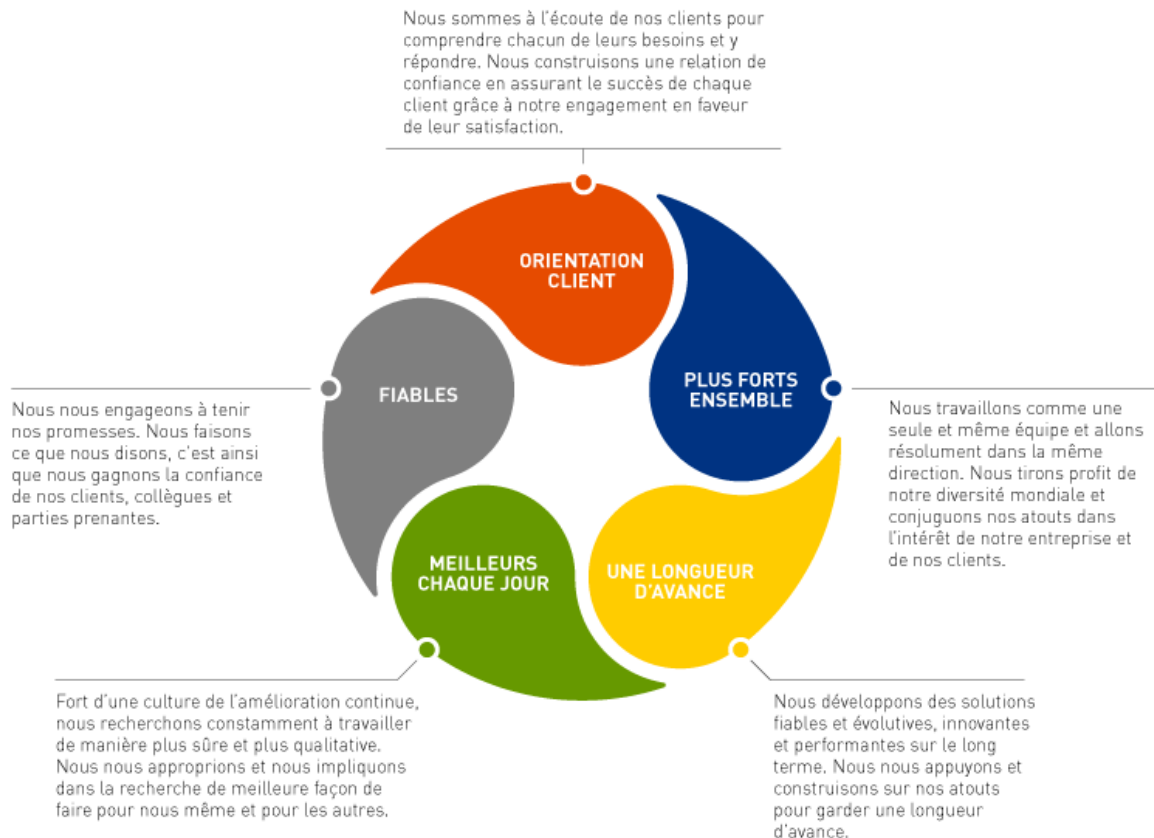 Nous sommes à l'écoute de nos clients pour
comprendre chacun de leurs besoins et y
répondre. Nous construisons une relation de
confiance en assurant le succès de chaque
client grâce à notre engagement en faveur
de leur satisfaction.
ORIENTATION
CLIENT
PLUS FORTS
ENSEMBLE
Nous travaillons comme une
seule et même équipe et allons
résolument dans la même
direction. Nous tirons profit de
notre diversité mondiale et
conjuguons nos atouts dans
l'intérêt de notre entreprise et
de nos clients.
UNE LONGUEUR
D'AVANCE
Nous développons des solutions
fiables et évolutives, innovantes
et performantes sur le long
terme. Nous nous appuyons et
construisons sur nos atouts
pour garder une longueur
d'avance.
MEILLEURS
CHAQUE JOUR
Fort d'une culture de l'amélioration continue,
nous recherchons constamment à travailler
de manière plus sûre et plus qualitative.
Nous nous approprions et nous impliquons
dans la recherche de meilleure façon de
faire pour nous même et pour les autres.
FIABLES
Nous nous engageons à tenir
nos promesses. Nous faisons
ce que nous disons, c'est ainsi
que nous gagnons la confiance
de nos clients, collègues et
parties prenantes.